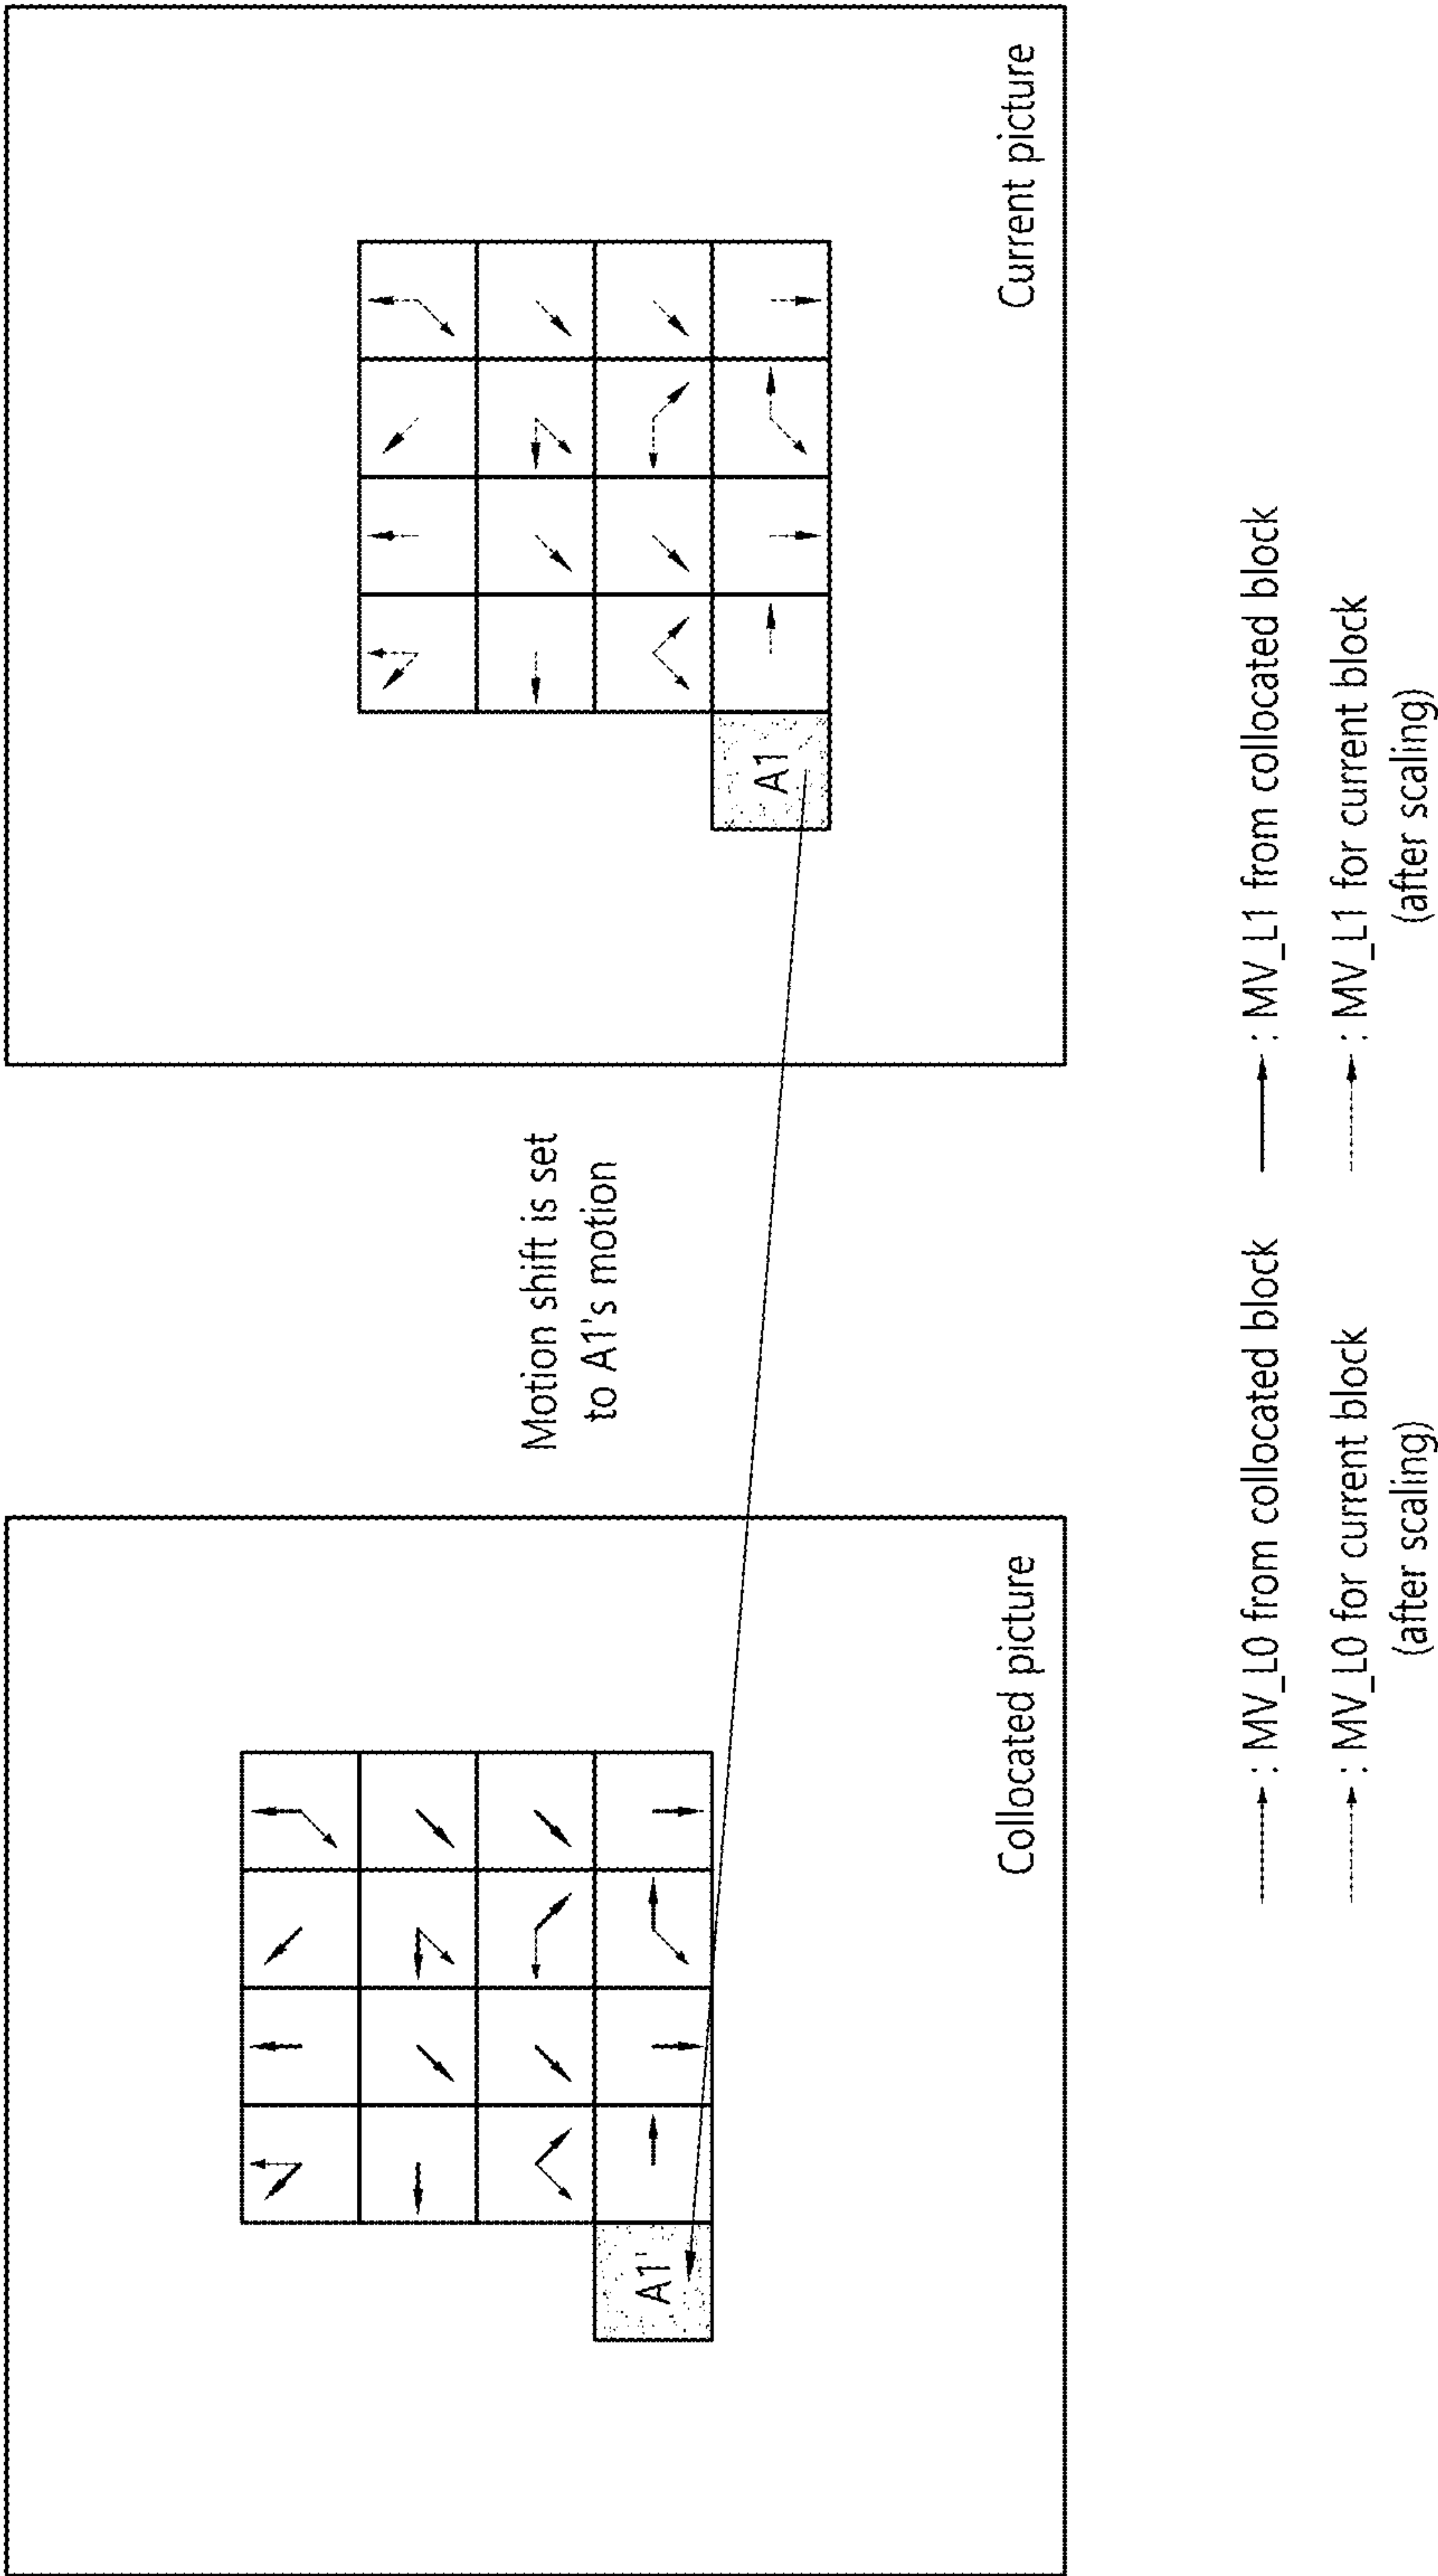 A1'
Collocated picture
Motion shift is set
to A1's motion
A1
Current picture
: MV_L0 from collocated block
: MV_L1 from collocated block
: MV_L0 for current block
(after scaling)
: MV_L1 for current block
(after scaling)